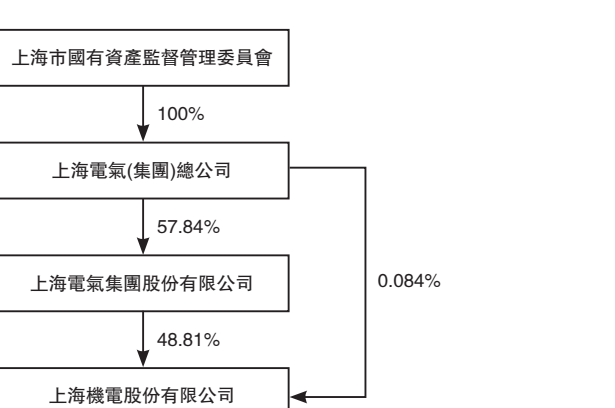 上海市國有資產監督管理委員會
100%
上海電氣(集團)總公司
57.84%
上海電氣集團股份有限公司
0.084%
48.81%
上海機電股份有限公司